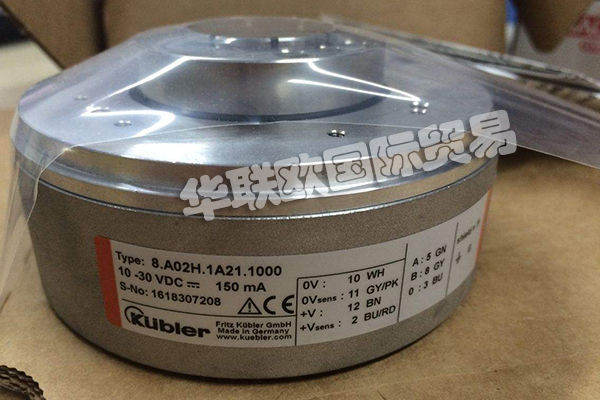 华联欧国际贸易
Type: 8.A02H.1A21.1000
10 -30 VDC ⎓ 150 mA
S-No: 1618307208
CE
Kübler
Fritz Kübler GmbH
Made in Germany
www.kuebler.com
0V : 10 WH
0Vsens : 11 GY/PK
+V : 12 BN
+Vsens : 2 BU/RD
A : 5 GN
B : 8 GY
0 : 3 BU